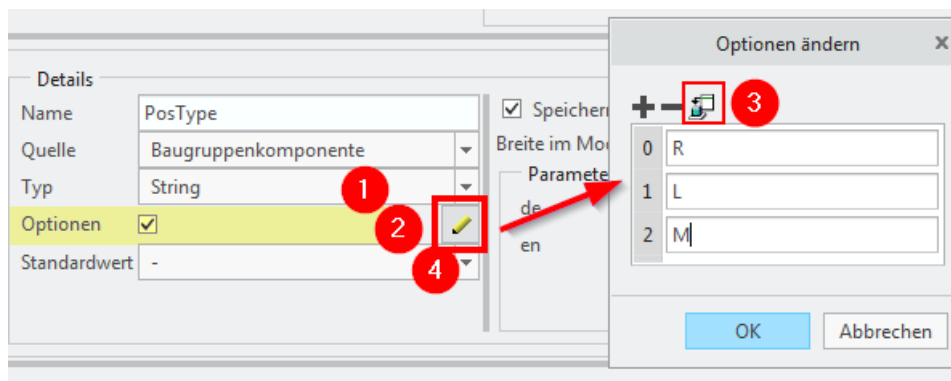 Details
Name PosType
Quelle Baugruppenkomponente
Typ String 1
Optionen 2
Standardwert - 4
Speichern
Breite im Mo
Paramete
de
en
Optionen ändern x
3
0 R
1 L
2 M
OK Abbrechen